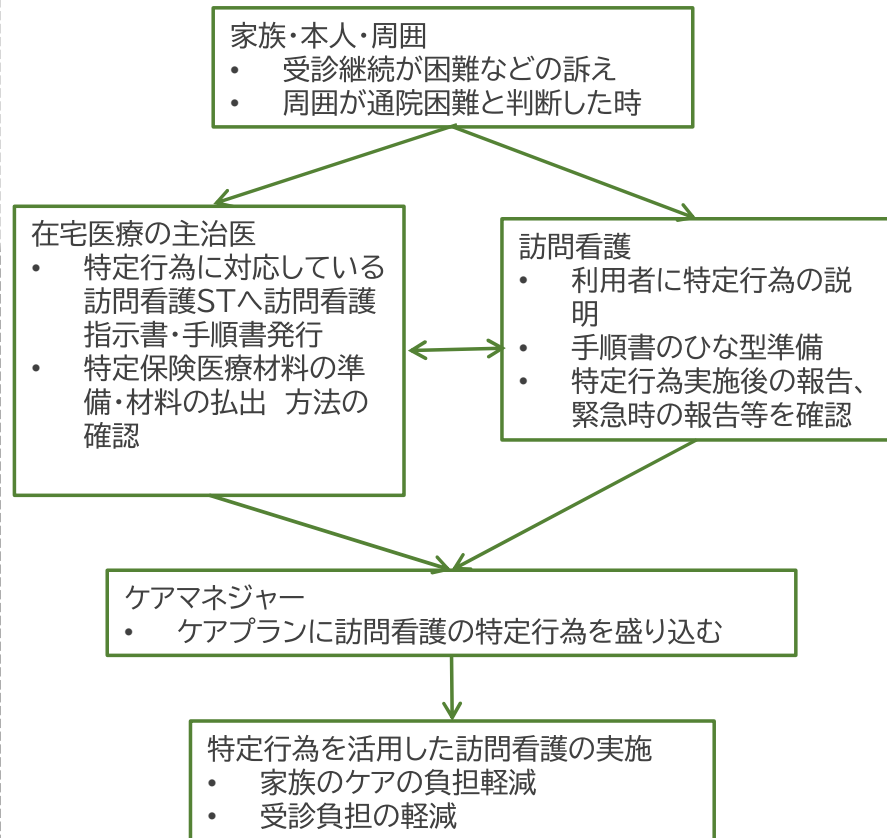 家族・本人・周囲
• 受診継続が困難などの訴え
• 周囲が通院困難と判断した時
在宅医療の主治医
• 特定行為に対応している
訪問看護STへ訪問看護
指示書・手順書発行
• 特定保険医療材料の準
備・材料の払出 方法の
確認
訪問看護
• 利用者に特定行為の説
明
• 手順書のひな型準備
• 特定行為実施後の報告、
緊急時の報告等を確認
ケアマネジャー
• ケアプランに訪問看護の特定行為を盛り込む
特定行為を活用した訪問看護の実施
• 家族のケアの負担軽減
• 受診負担の軽減